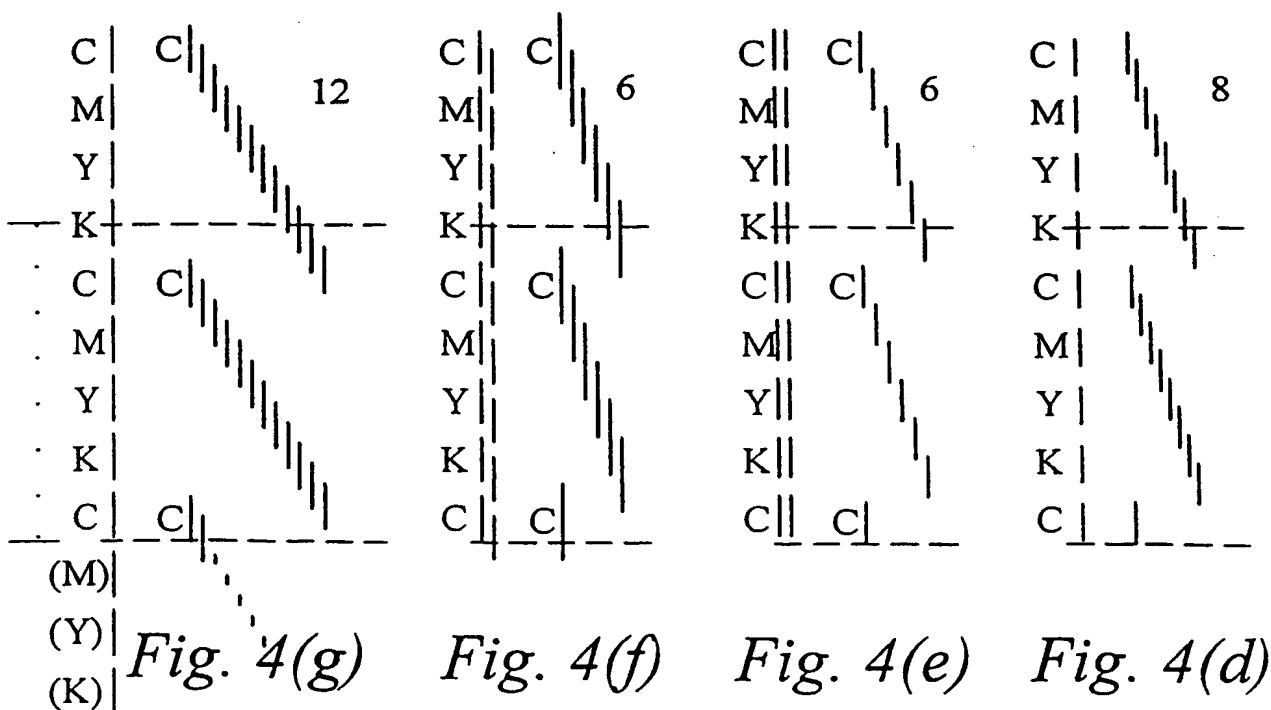 C C C C C C
M 12 M 6 M 6 M 8
Y Y Y Y
K K K K
C C C C C C C
M M M M
Y Y Y Y
K K K K
C C C C C C C
(M)
(Y)
(K)
Fig. 4(g) Fig. 4(f) Fig. 4(e) Fig. 4(d)